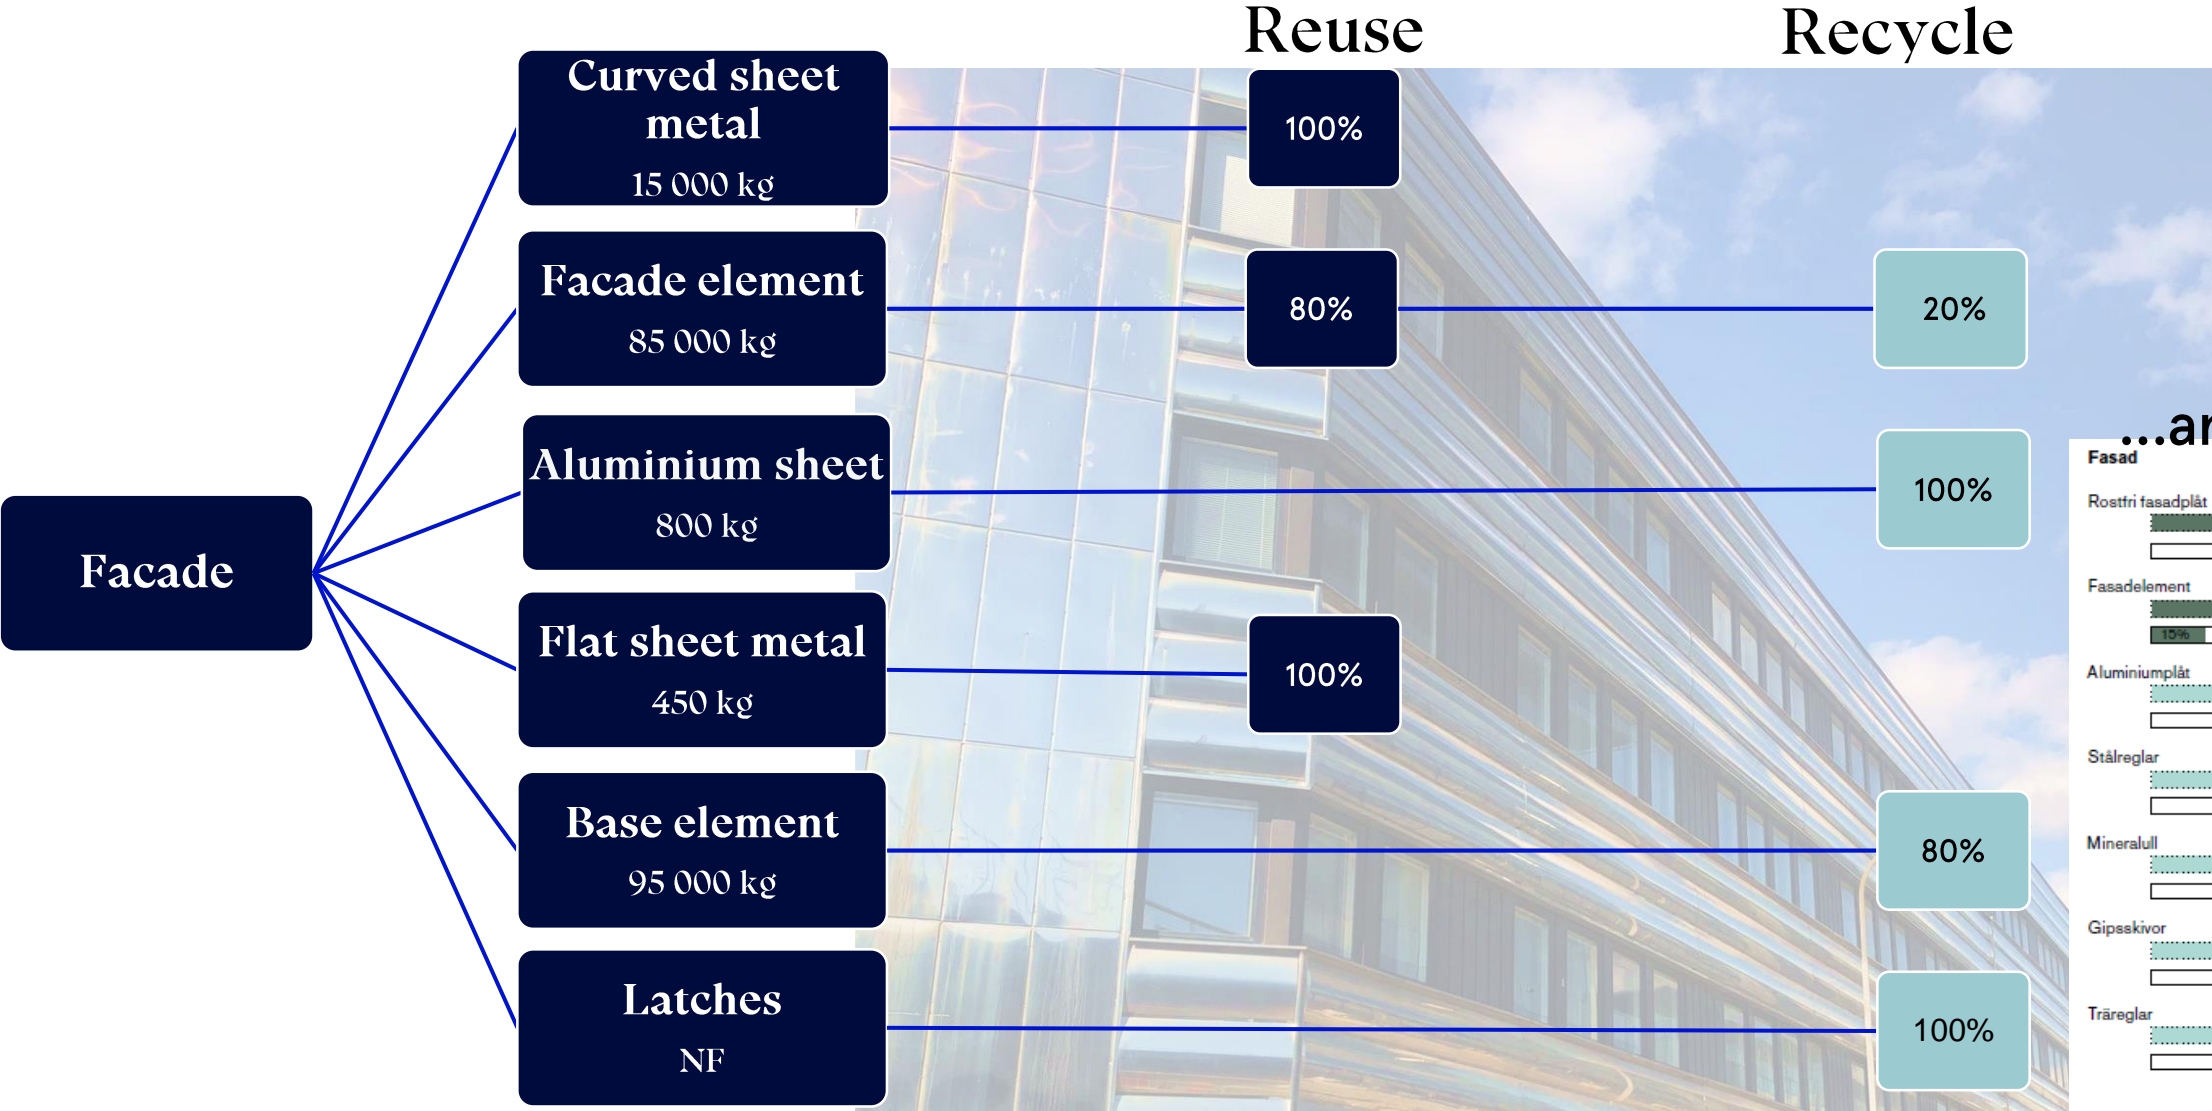 Reuse
Recycle
Curved sheet
metal
15 000 kg
100%
Facade element
85 000 kg
80%
20%
Aluminium sheet
800 kg
100%
Facade
Flat sheet metal
450 kg
100%
Base element
95 000 kg
80%
Latches
NF
100%
...ar
Fasad
Rostfri fasadplåt
Fasadelement
15%
Aluminiumplåt
Stålreglar
Mineralull
Gipsskivor
Träreglar